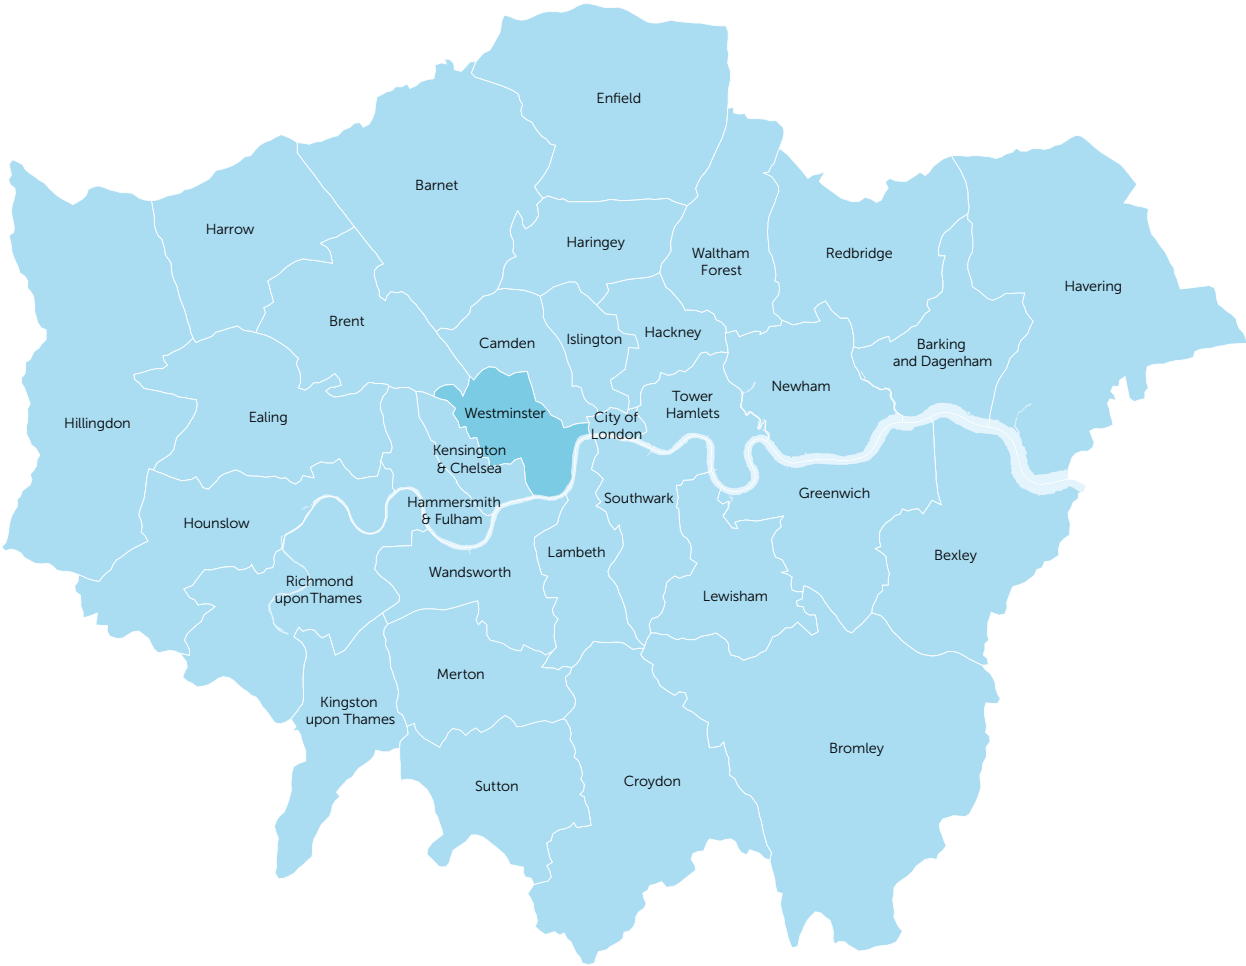 Enfield
Barnet
Harrow
Haringey
Waltham
Forest
Redbridge
Havering
Brent
Camden
Islington
Hackney
Barking
and Dagenham
Newham
Tower
Hamlets
Westminster
City of
London
Ealing
Hillingdon
Kensington
& Chelsea
Southwark
Greenwich
Hammersmith
& Fulham
Hounslow
Lambeth
Bexley
Wandsworth
Richmond
upon Thames
Lewisham
Merton
Kingston
upon Thames
Bromley
Croydon
Sutton